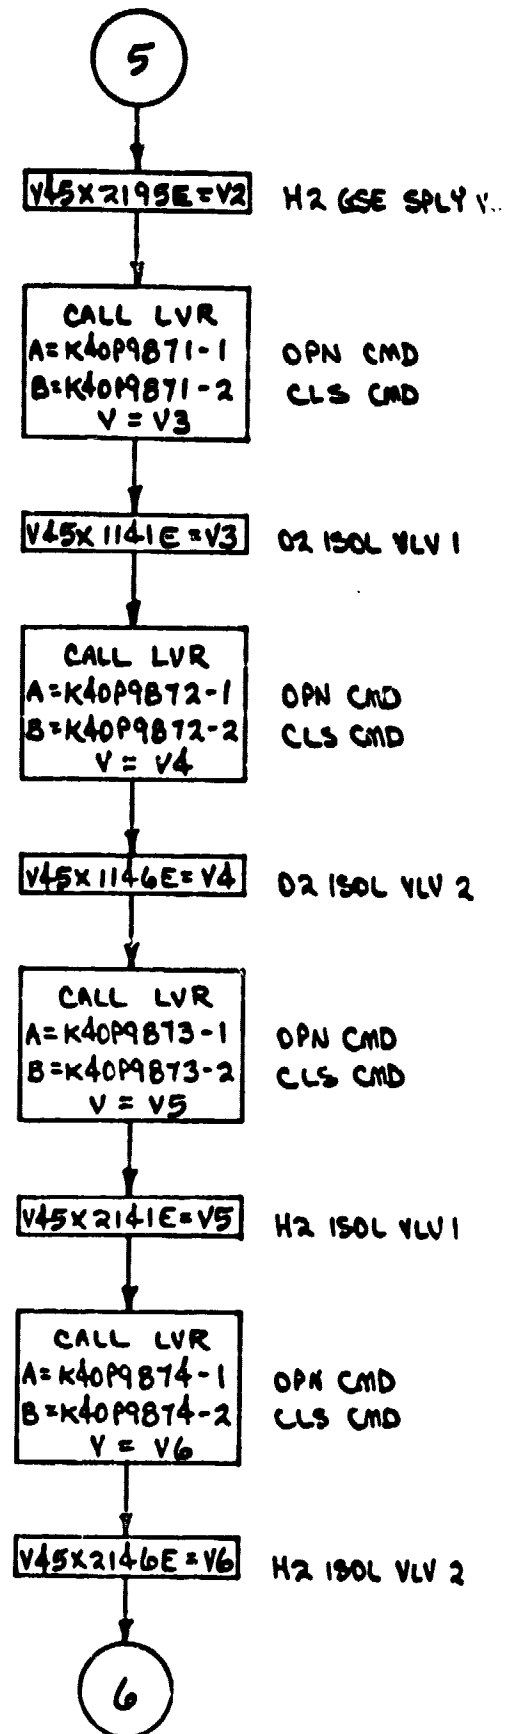 5
V45X2195E=V2
H2 GSE SPLY
CALL LVR
A=K40P9871-1
B=K40P9871-2
V=V3
OPN CMD
CLS CMD
V45X1141E=V3
O2 ISOL VLV 1
CALL LVR
A=K40P9872-1
B=K40P9872-2
V= V4
OPN CMD
CLS CMD
V45X1146E=V4
O2 ISOL VLV 2
CALL LVR
A=K40P9873-1
B=K40P9873-2
V = V5
OPN CMD
CLS CMD
V45X2141E=V5
H2 ISOL VLV 1
CALL LVR
A=K40P9874-1
B=K40P9874-2
V = V6
OPN CMD
CLS CMD
V45X2146E=V6
H2 ISOL VLV 2
6